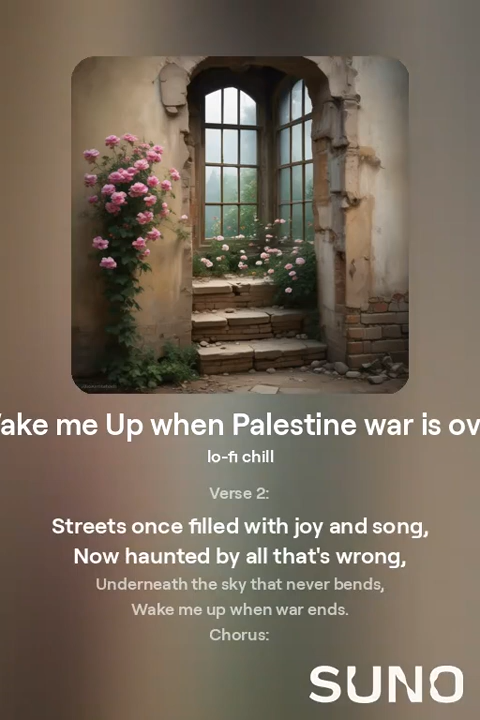 Wake me Up when Palestine war is ov
lo-fi chill
Verse 2:
Streets once filled with joy and song,
Now haunted by all that's wrong,
Underneath the sky that never bends,
Wake me up when war ends.
Chorus:
SUNO